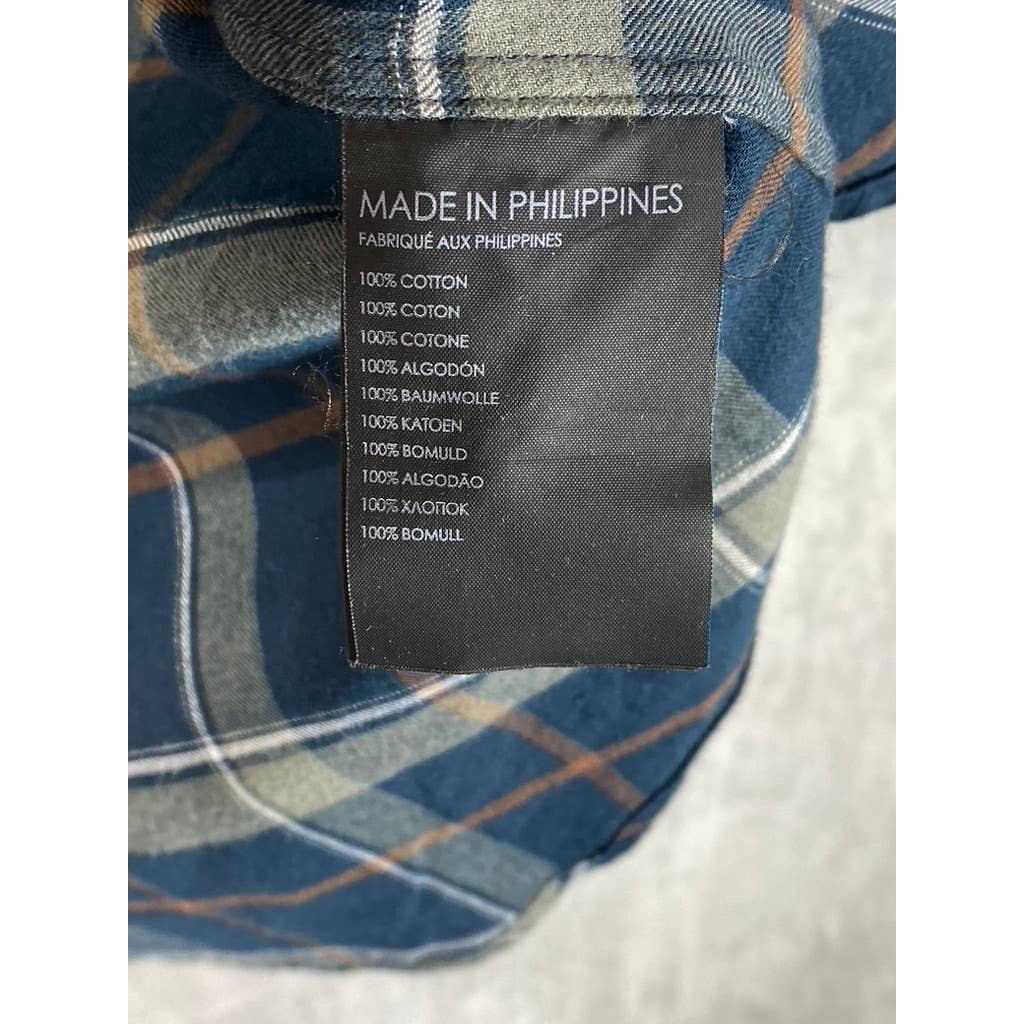 MADE IN PHILIPPINES
FABRIQUÉ AUX PHILIPPINES
100% COTTON
100% COTON
100% COTONE
100% ALGODÓN
100% BAUMWOLLE
100% KATOEN
100% BOMULD
100% ALGODÃO
100% ХЛОПОК
100% BOMULL